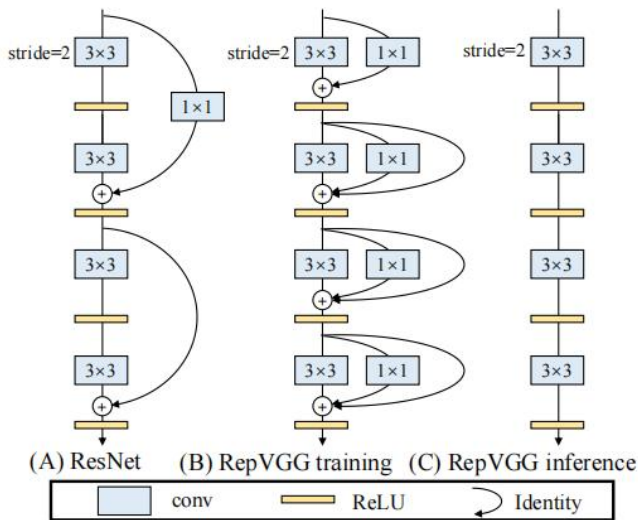 stride=2
3×3
1×1
3×3
3×3
3×3
(A) ResNet
stride=2
3×3
1×1
3×3
1×1
3×3
1×1
3×3
1×1
(B) RepVGG training
stride=2
3×3
3×3
3×3
3×3
(C) RepVGG inference
conv
ReLU
Identity